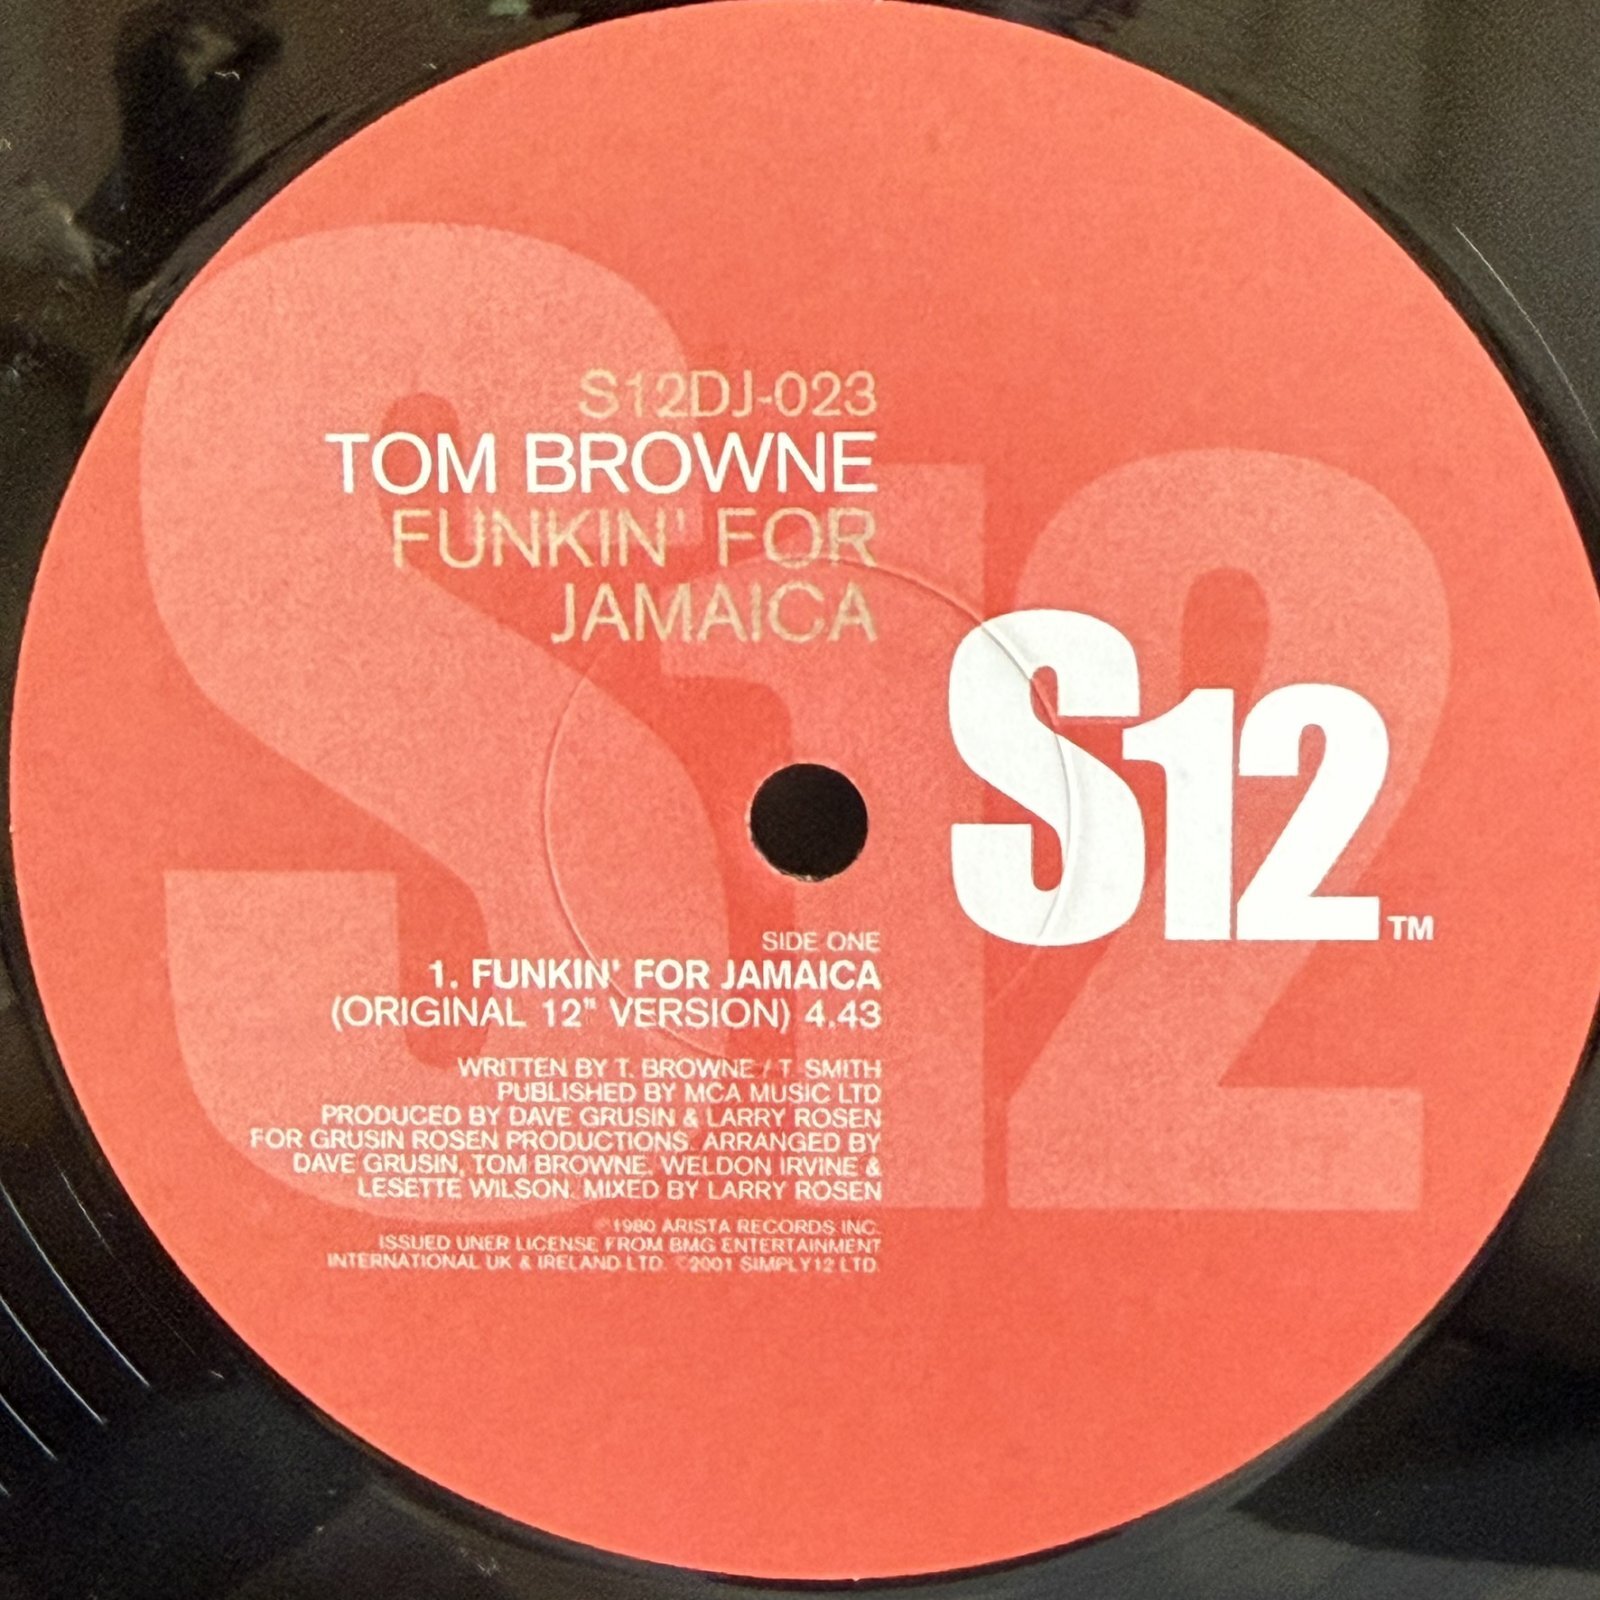 S12DJ-023
TOM BROWNE
FUNKIN' FOR
JAMAICA
S12
S12™
SIDE ONE
1. FUNKIN' FOR JAMAICA
(ORIGINAL 12" VERSION) 4.43
WRITTEN BY T. BROWNE / T. SMITH
PUBLISHED BY MCA MUSIC LTD
PRODUCED BY DAVE GRUSIN & LARRY ROSEN
FOR GRUSIN ROSEN PRODUCTIONS. ARRANGED BY
DAVE GRUSIN, TOM BROWNE, WELDON IRVINE &
LESETTE WILSON. MIXED BY LARRY ROSEN
℗1980 ARISTA RECORDS INC.
ISSUED UNER LICENSE FROM BMG ENTERTAINMENT
INTERNATIONAL UK & IRELAND LTD. ©2001 SIMPLY12 LTD.